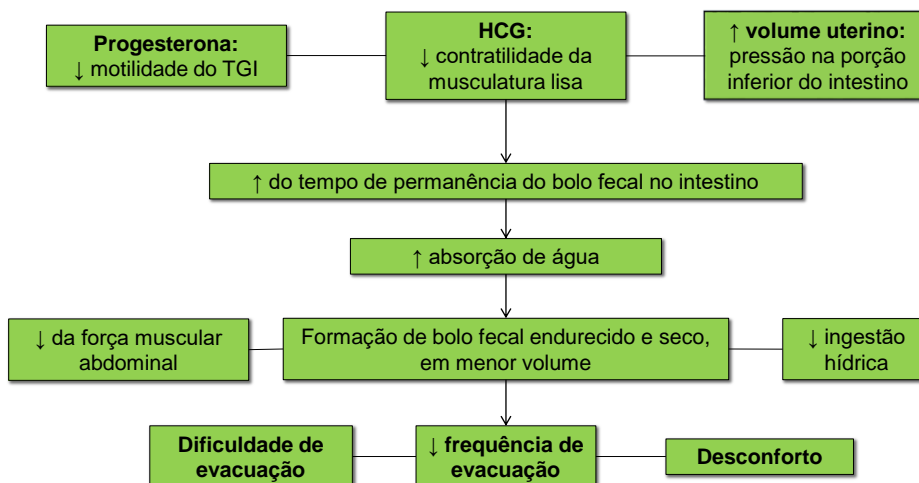 Progesterona:
↓ motilidade do TGI
HCG:
↓ contratilidade da
musculatura lisa
↑ volume uterino:
pressão na porção
inferior do intestino
↑ do tempo de permanência do bolo fecal no intestino
↑ absorção de água
↓ da força muscular
abdominal
Formação de bolo fecal endurecido e seco,
em menor volume
↓ ingestão
hídrica
Dificuldade de
evacuação
↓ frequência de
evacuação
Desconforto